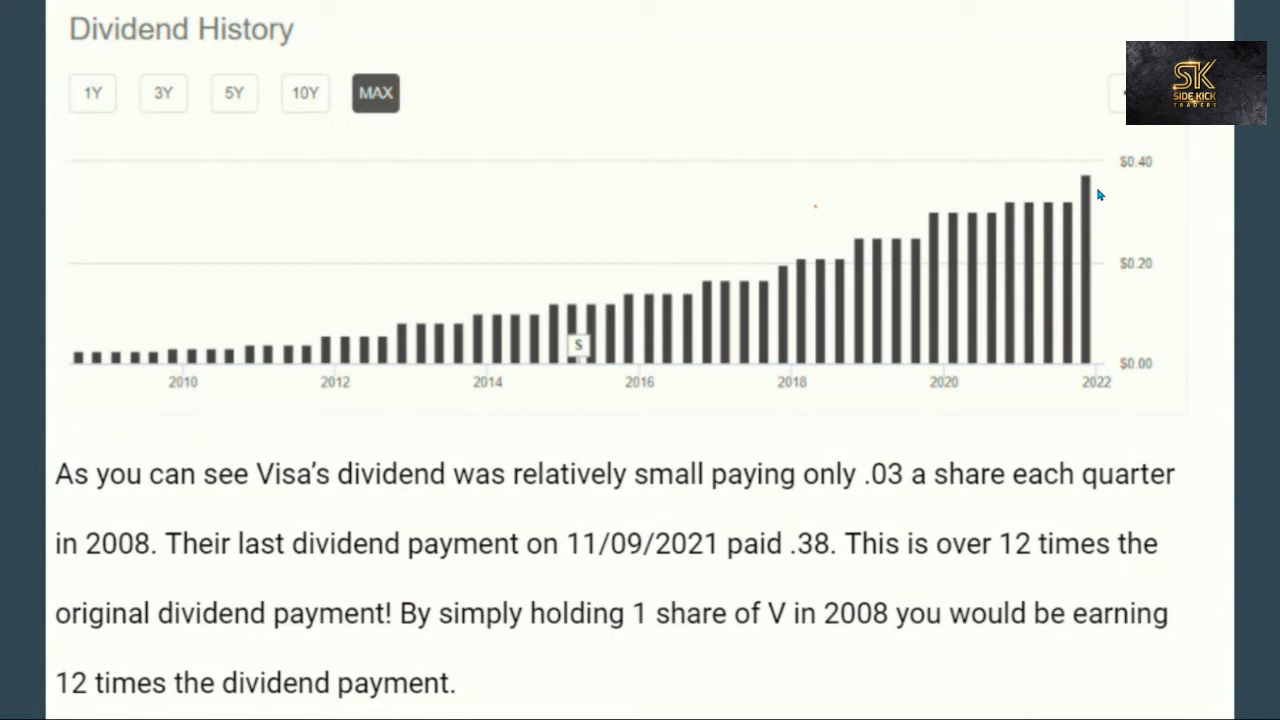 Dividend History
1Y 3Y 5Y 10Y MAX
SK
SIDE KICK
TRADERS
$0.40
$0.20
S
$0.00
2010 2012 2014 2016 2018 2020 2022
As you can see Visa’s dividend was relatively small paying only .03 a share each quarter
in 2008. Their last dividend payment on 11/09/2021 paid .38. This is over 12 times the
original dividend payment! By simply holding 1 share of V in 2008 you would be earning
12 times the dividend payment.